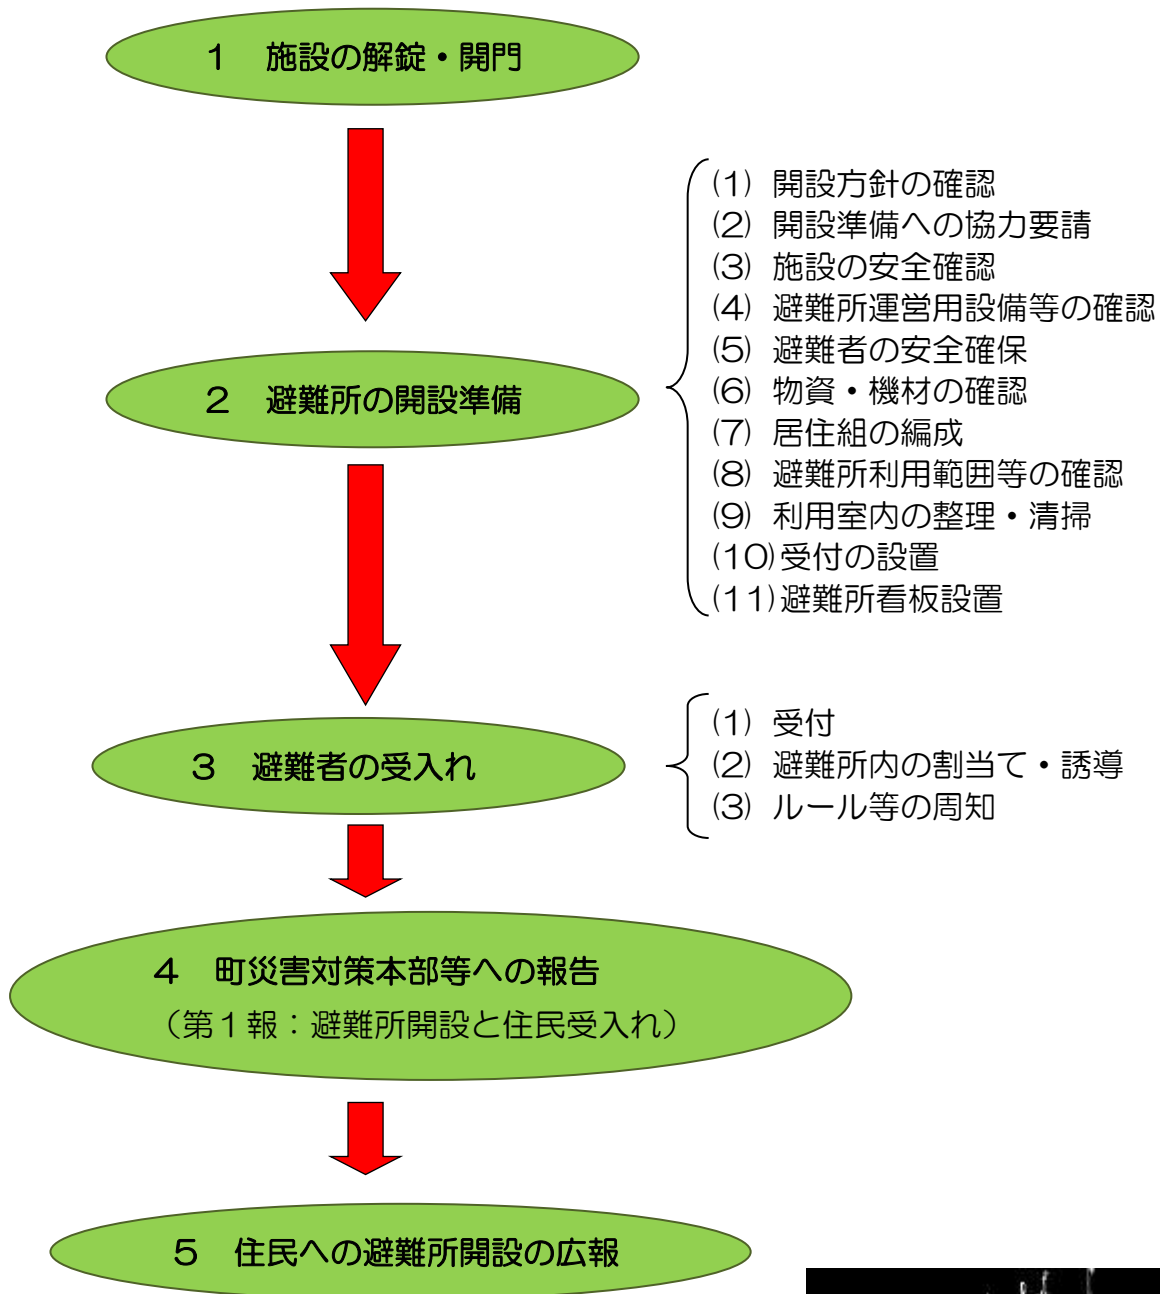 1　施設の解錠・開門
(1) 開設方針の確認
(2) 開設準備への協力要請
(3) 施設の安全確認
(4) 避難所運営用設備等の確認
(5) 避難者の安全確保
(6) 物資・機材の確認
(7) 居住組の編成
(8) 避難所利用範囲等の確認
(9) 利用室内の整理・清掃
(10)受付の設置
(11)避難所看板設置
2　避難所の開設準備
(1) 受付
(2) 避難所内の割当て・誘導
(3) ルール等の周知
3　避難者の受入れ
4　町災害対策本部等への報告
（第1報：避難所開設と住民受入れ）
5　住民への避難所開設の広報